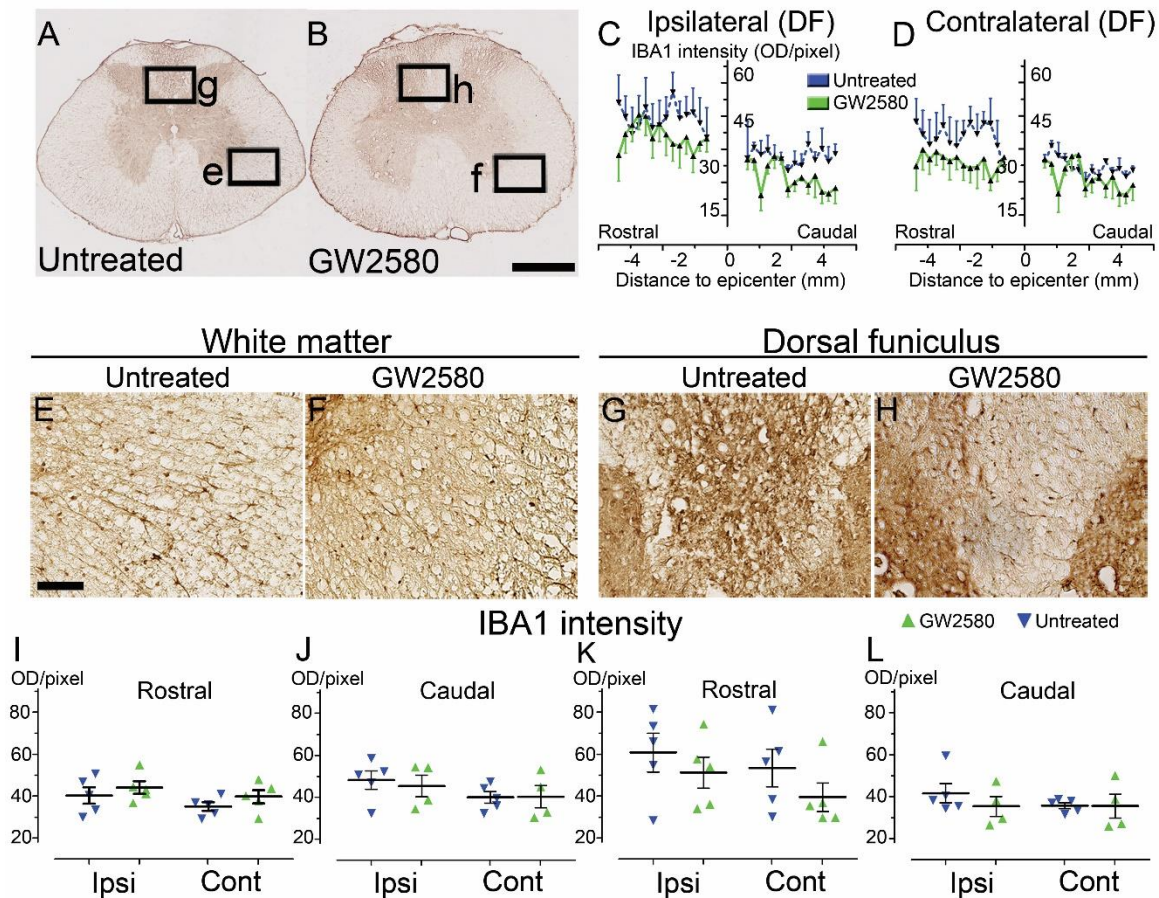 A
B
g
h
e
f
Untreated
GW2580
Ipsilateral (DF)
Contralateral (DF)
C
IBA1 intensity (OD/pixel)
D
60
45
30
15
Untreated
GW2580
60
45
30
15
Rostral
Caudal
-4 -2 0 2 4
Distance to epicenter (mm)
Rostral
Caudal
-4 -2 0 2 4
Distance to epicenter (mm)
White matter
Dorsal funiculus
Untreated
GW2580
Untreated
GW2580
E
F
G
H
IBA1 intensity
GW2580
Untreated
I
OD/pixel
Rostral
80
60
40
20
Ipsi Cont
J
OD/pixel
Caudal
80
60
40
20
Ipsi Cont
K
OD/pixel
Rostral
80
60
40
20
Ipsi Cont
L
OD/pixel
Caudal
80
60
40
20
Ipsi Cont